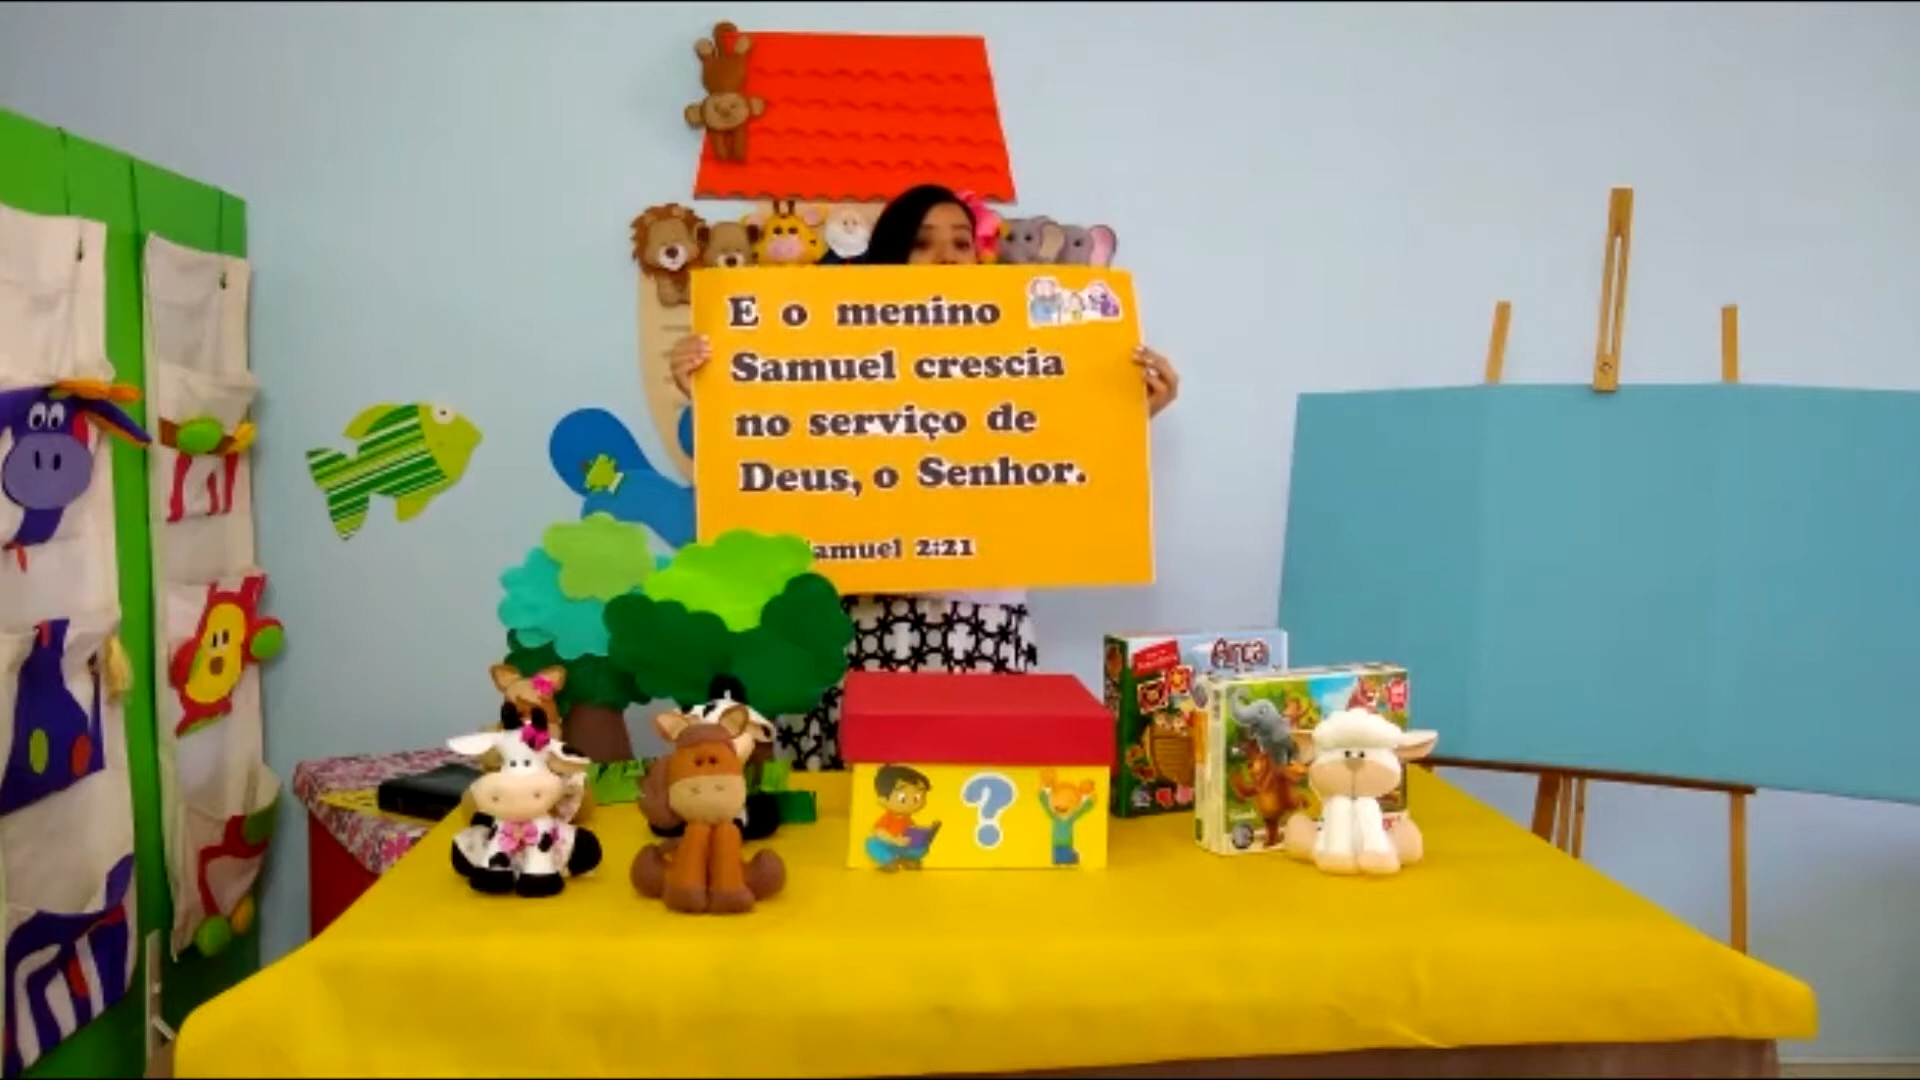 E o menino
Samuel crescia
no serviço de
Deus, o Senhor.
amuel 2:21
?
Arca